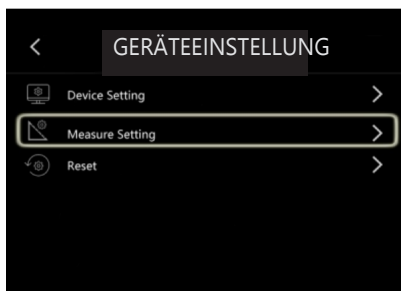 GERÄTEEINSTELLUNG
Device Setting
Measure Setting
Reset